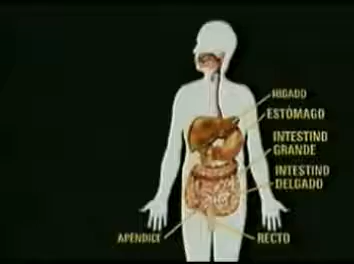 HIGADO
ESTÓMAGO
INTESTINO
GRANDE
INTESTINO
DELGADO
APÉNDICE
RECTO